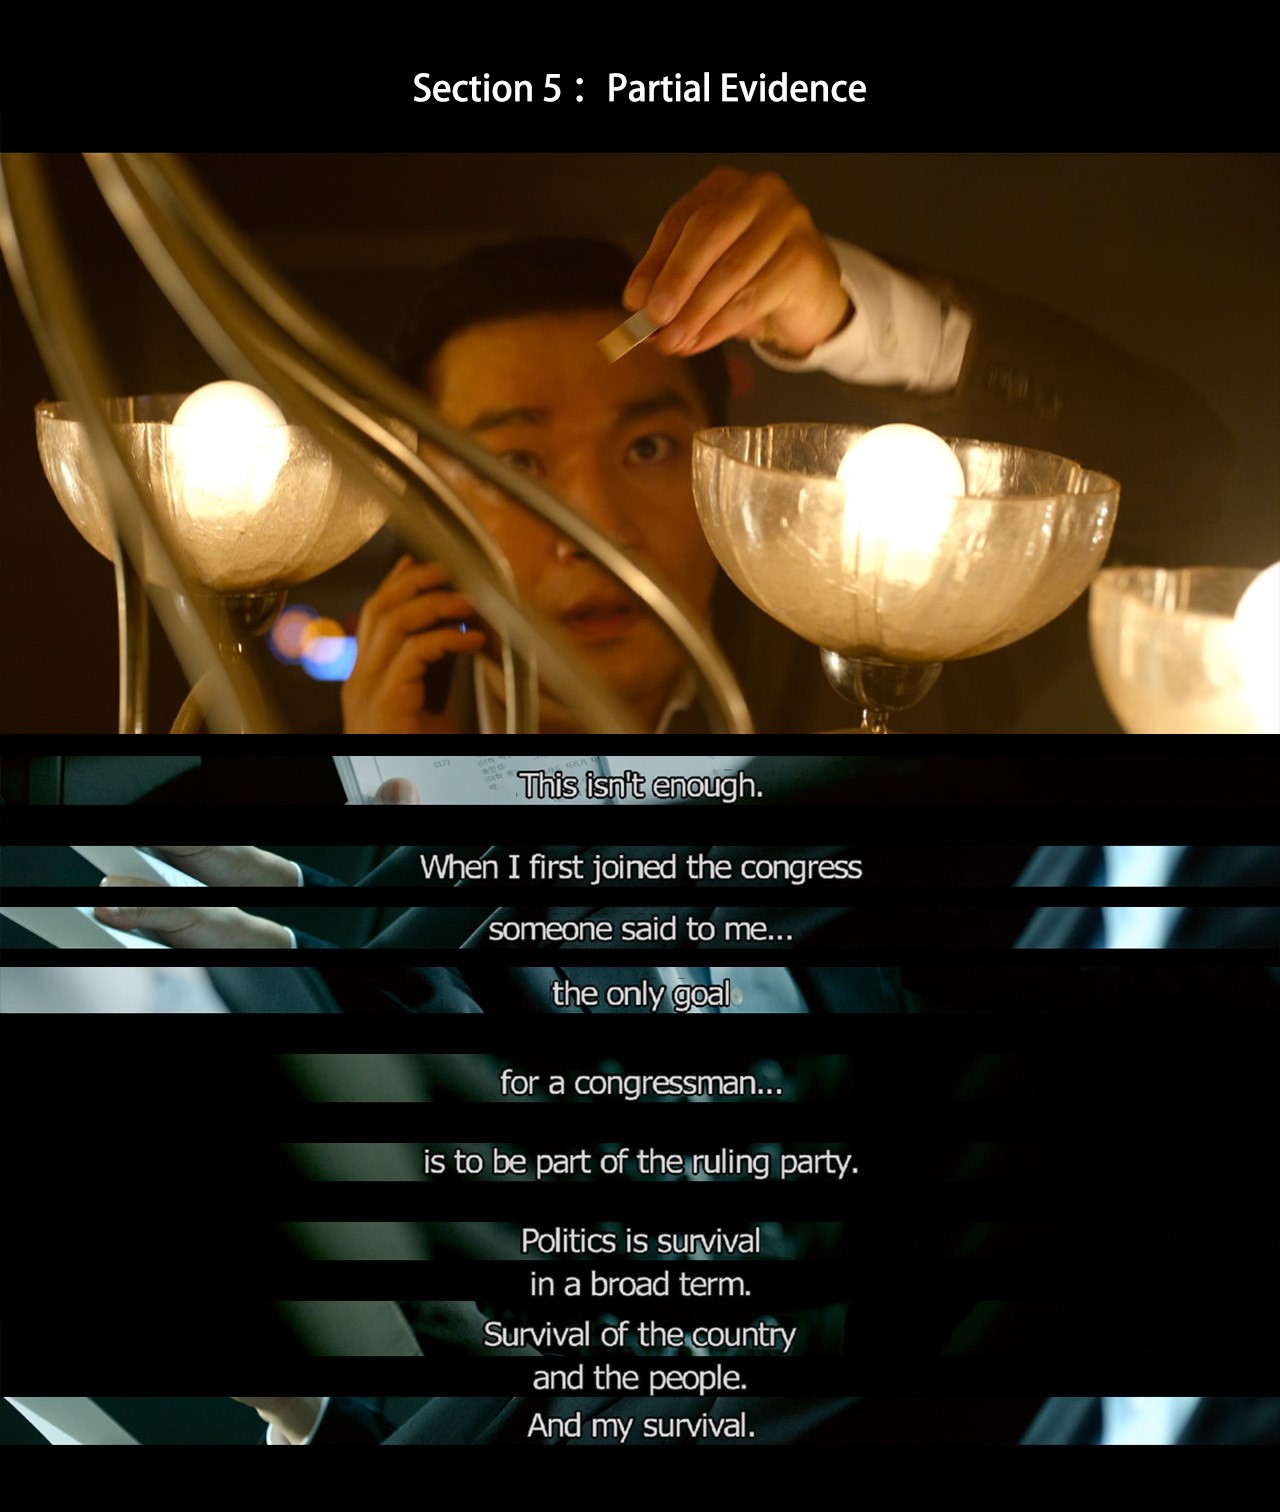 Section 5： Partial Evidence
0173
This isn't enough.
When I first joined the congress
someone said to me...
the only goal
for a congressman...
is to be part of the ruling party.
Politics is survival
in a broad term.
Survival of the country
and the people.
And my survival.